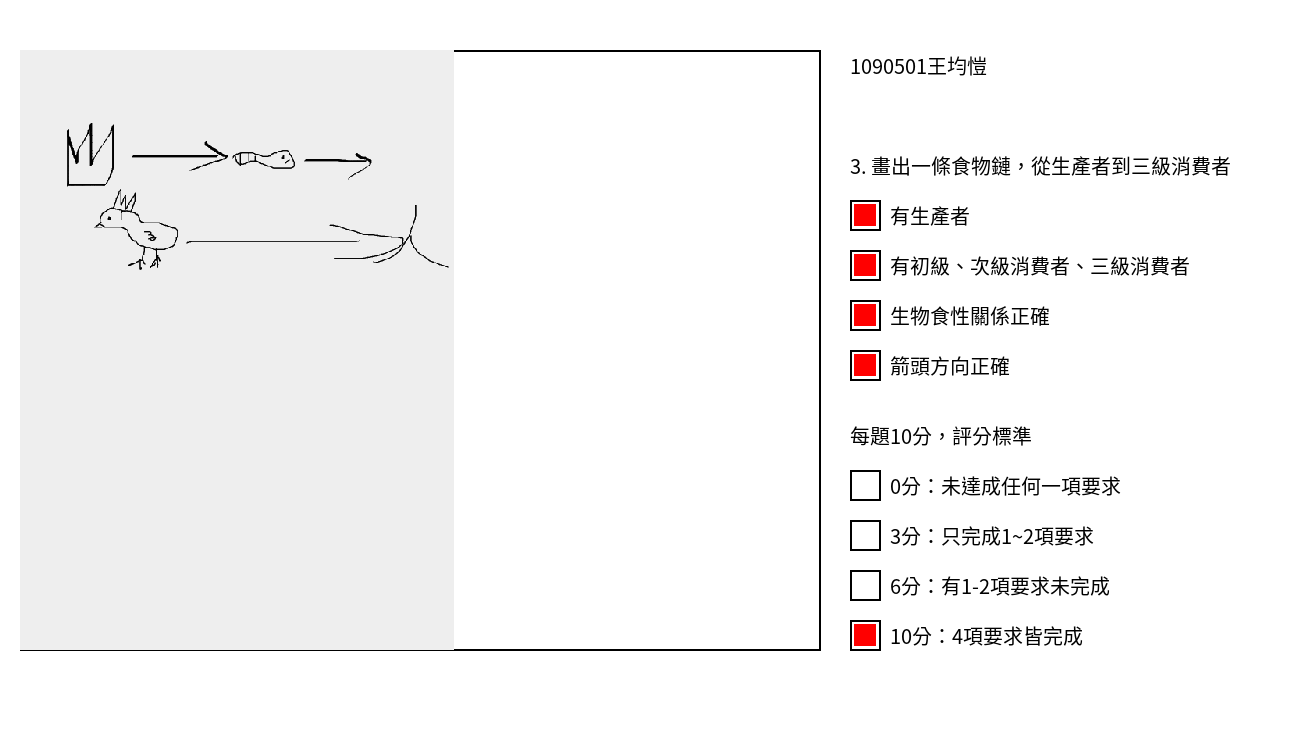 1090501王均愷
3. 畫出一條食物鏈，從生產者到三級消費者
有生產者
有初級、次級消費者、三級消費者
生物食性關係正確
箭頭方向正確
每題10分，評分標準
0分：未達成任何一項要求
3分：只完成1~2項要求
6分：有1-2項要求未完成
10分：4項要求皆完成